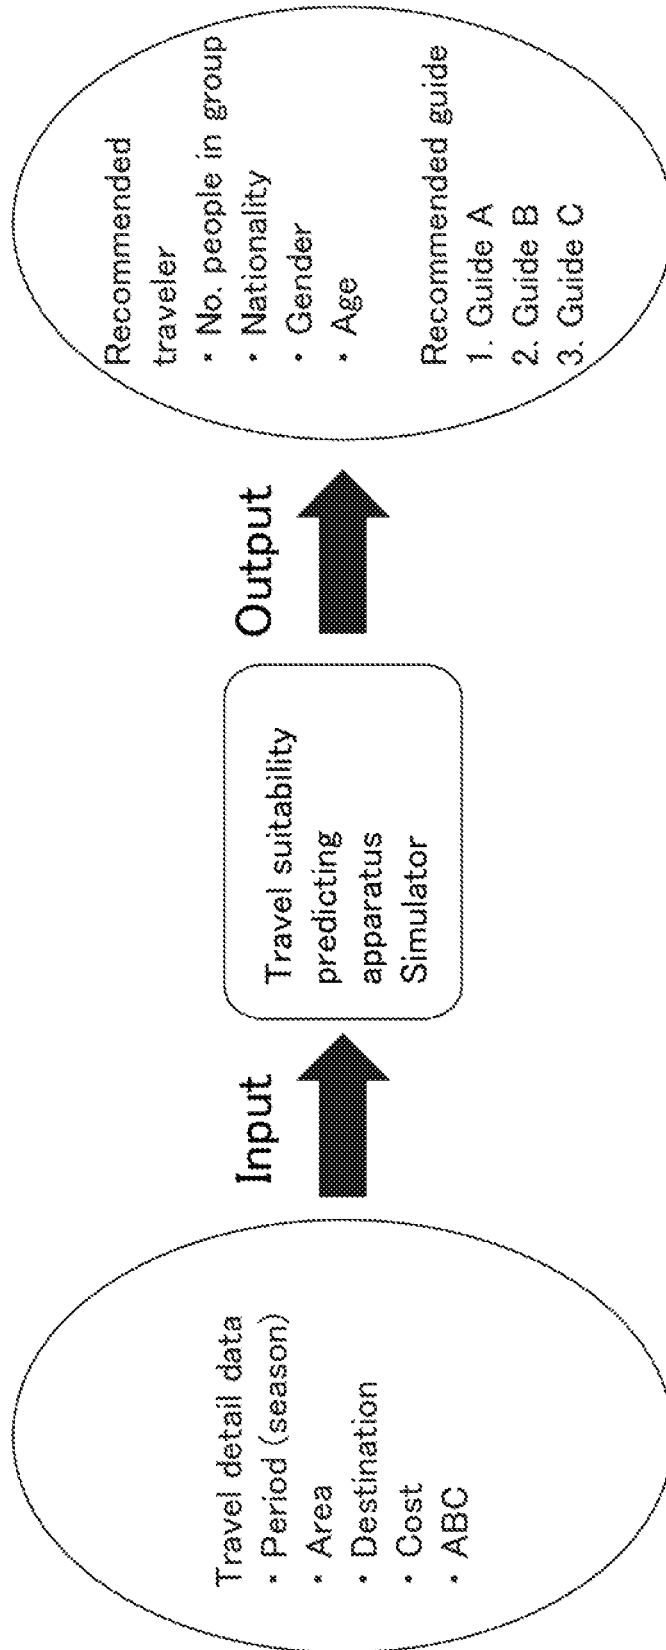 Travel detail data
・Period (season)
・Area
・Destination
・Cost
・ABC
Input
Travel suitability
predicting
apparatus
Simulator
Output
Recommended
traveler
・No. people in group
・Nationality
・Gender
・Age
Recommended guide
1. Guide A
2. Guide B
3. Guide C